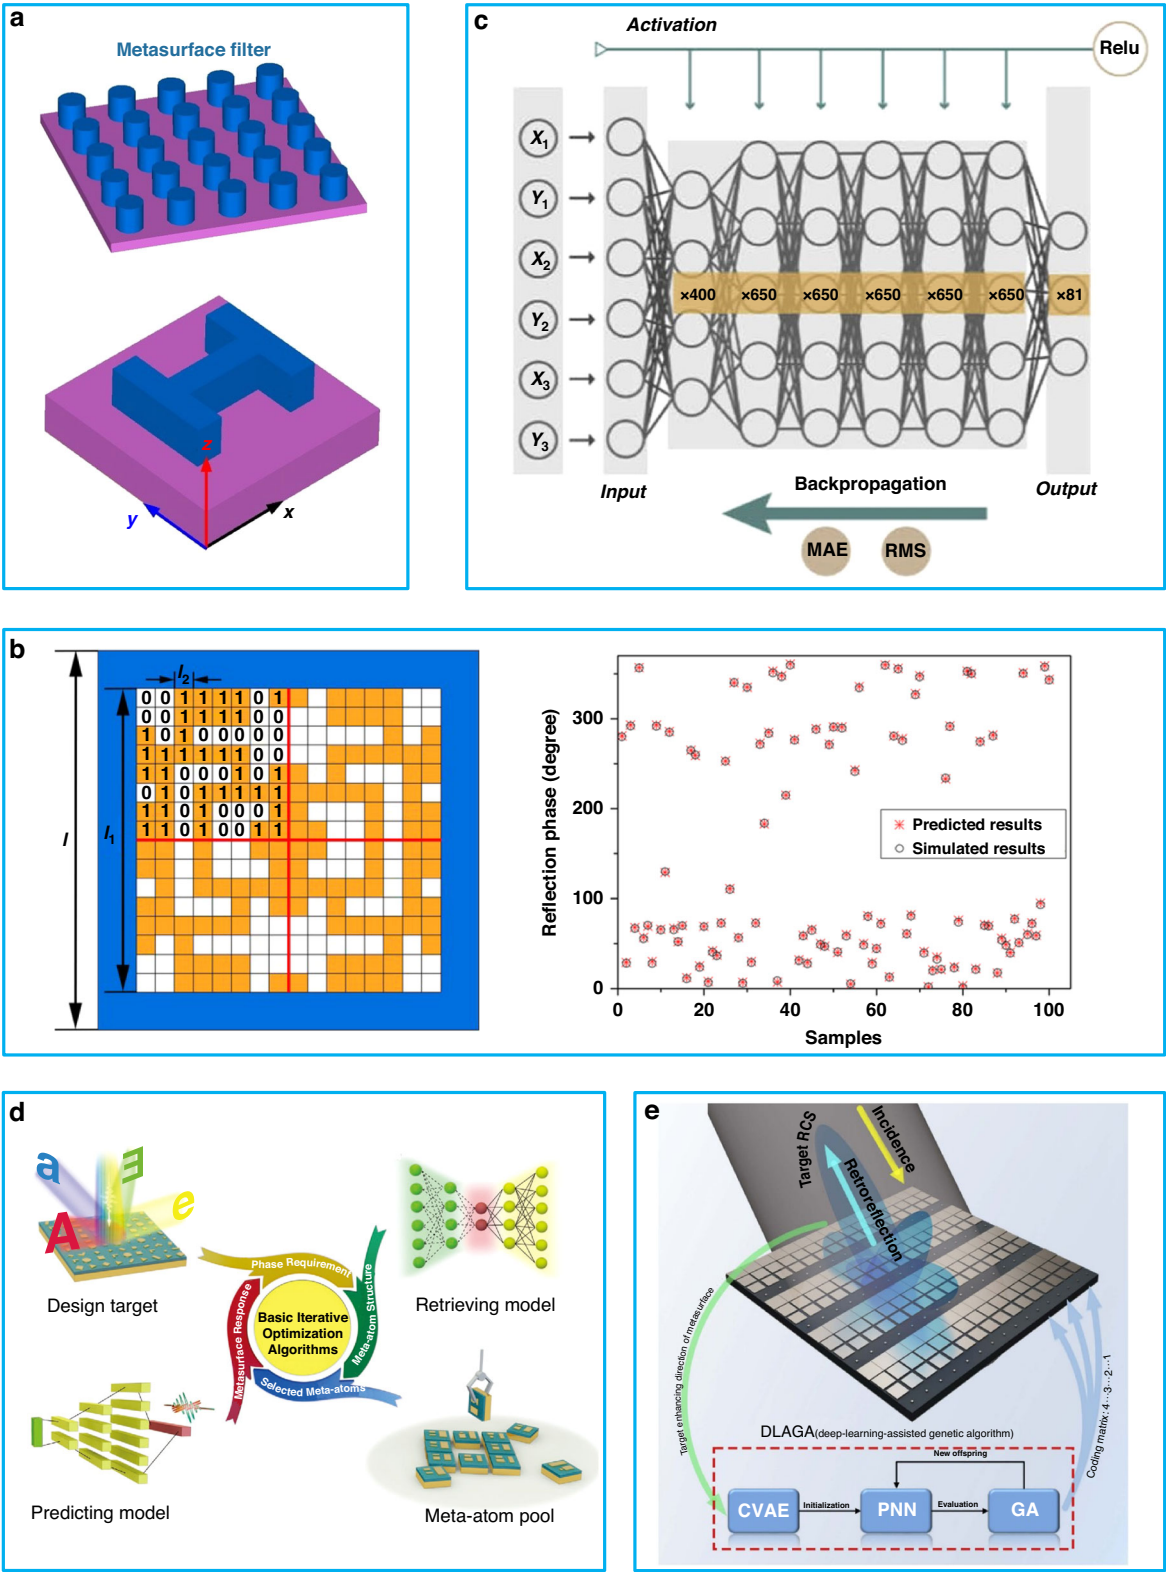 a
Metasurface filter
z
y
x
c
Activation
Relu
X1
Y1
X2
Y2
X3
Y3
×400 ×650 ×650 ×650 ×650 ×650 ×81
Input
Output
Backpropagation
MAE RMS
b
l2
l
l1
0 0 1 1 1 1 0 1
0 0 1 1 1 1 0 0
1 0 1 0 0 0 0 0
1 1 1 1 1 1 0 0
1 1 0 0 0 1 0 1
0 1 0 1 1 1 1 1
1 1 0 1 0 0 0 1
1 1 0 1 0 0 1 1
Reflection phase (degree)
300
200
100
0
Predicted results
Simulated results
0 20 40 60 80 100
Samples
d
a
E
A
e
Design target
Retrieving model
Phase Requirement
Meta-atom Structure
Selected Meta-atoms
Metasurface Response
Basic Iterative
Optimization
Algorithms
Predicting model
Meta-atom pool
e
Target RCS
Incidence
Retroreflection
Target enhancing direction of metasurface
Coding matrix: 4···3···2···1
DLAGA(deep-learning-assisted genetic algorithm)
New offspring
CVAE
Initialization
PNN
Evaluation
GA